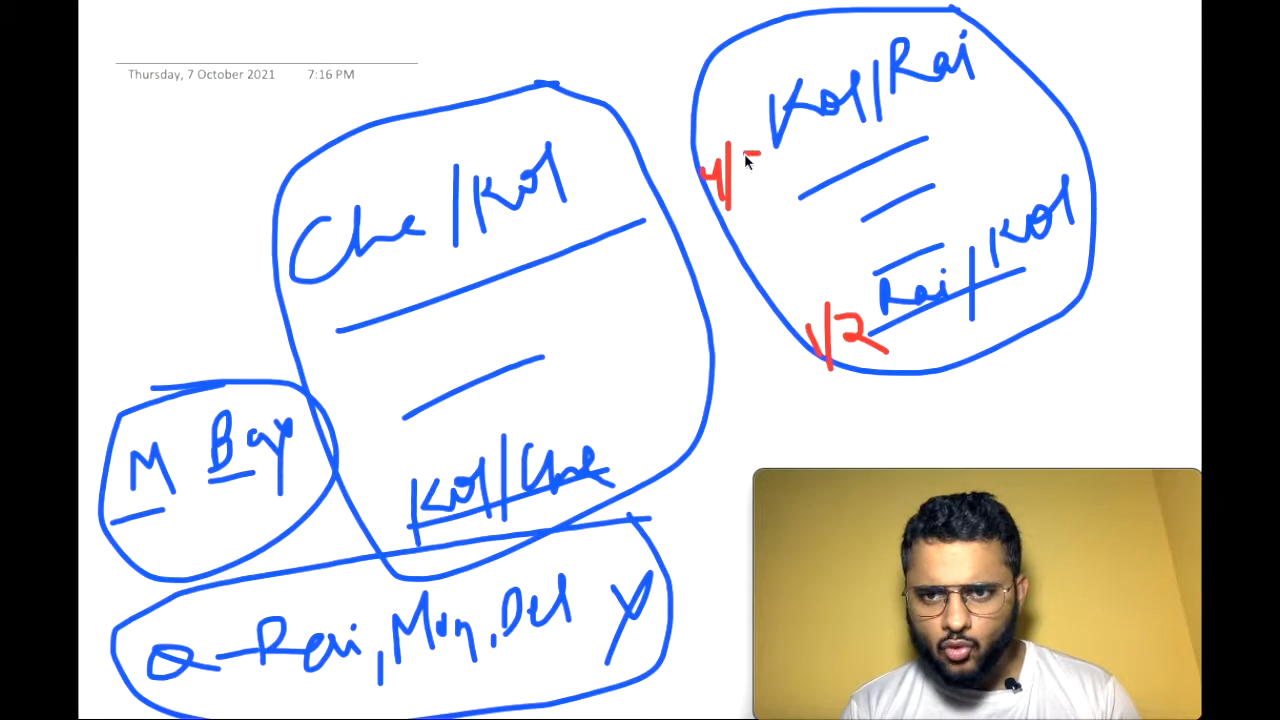 Thursday, 7 October 2021 7:16 PM
Kol/Rai
Che/Kol
4/-
Rai/Kol
1/2
M Bay
Kol/Che
Q-Rai, Mum, Del